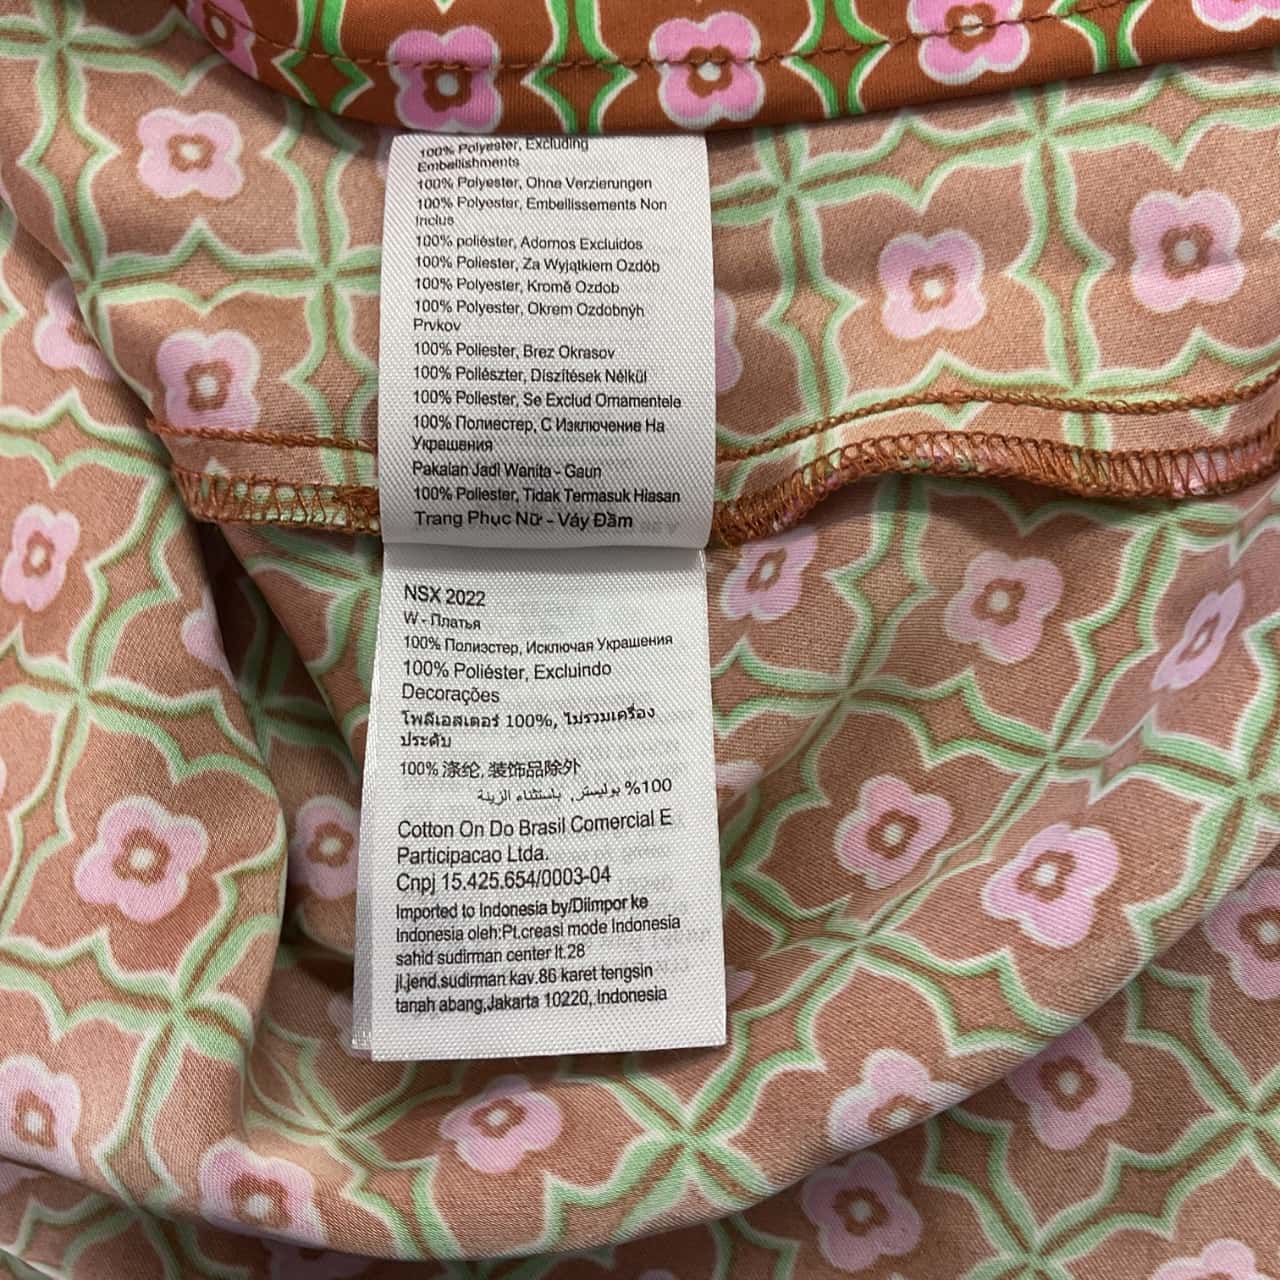 100% Polyester, Excluding
Embellishments
100% Polyester, Ohne Verzierungen
100% Polyester, Embellissements Non
Inclus
100% poliéster, Adornos Excluidos
100% Poliester, Za Wyjątkiem Ozdób
100% Polyester, Kromě Ozdob
100% Polyester, Okrem Ozdobnýh
Prvkov
100% Poliester, Brez Okrasov
100% Poliészter, Díszítések Nélkül
100% Poliester, Se Exclud Ornamentele
100% Полиестер, С Изключение На
Украшения
Pakaian Jadi Wanita - Gaun
100% Poliester, Tidak Termasuk Hiasan
Trang Phục Nữ - Váy Đầm
NSX 2022
W - Платья
100% Полиэстер, Исключая Украшения
100% Poliéster, Excluindo
Decorações
โพลีเอสเตอร์ 100%, ไม่รวมเครื่อง
ประดับ
100% 涤纶, 装饰品除外
100% بوليستر, باستثناء الزينة
Cotton On Do Brasil Comercial E
Participacao Ltda.
Cnpj 15.425.654/0003-04
Imported to Indonesia by/Diimpor ke
Indonesia oleh:Pt.creasi mode Indonesia
sahid sudirman center lt.28
jl.jend.sudirman kav.86 karet tengsin
tanah abang,Jakarta 10220, Indonesia